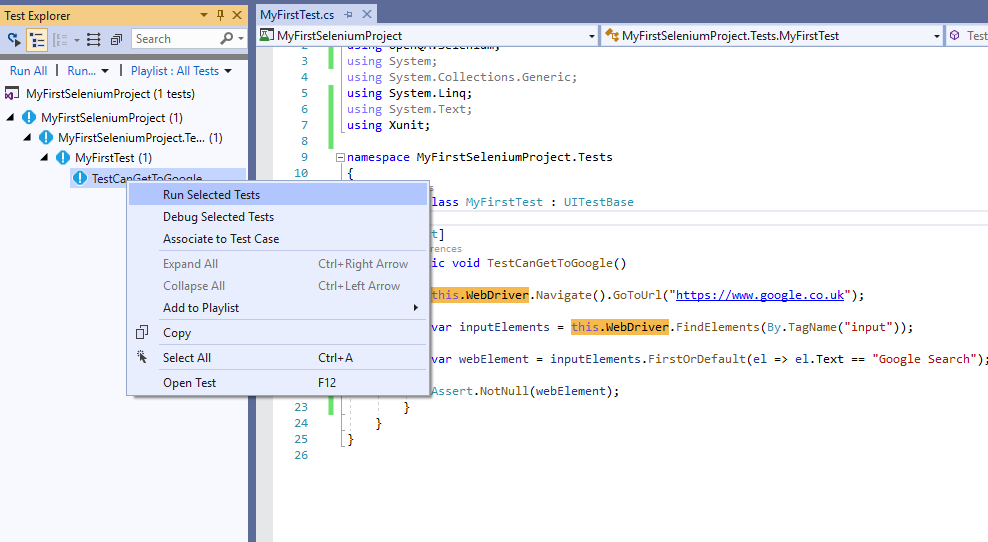 Test Explorer
Search
Run All | Run... | Playlist : All Tests
MyFirstSeleniumProject (1 tests)
MyFirstSeleniumProject (1)
MyFirstSeleniumProject.Te... (1)
MyFirstTest (1)
TestCanGetToGoogle
Run Selected Tests
Debug Selected Tests
Associate to Test Case
Expand All Ctrl+Right Arrow
Collapse All Ctrl+Left Arrow
Add to Playlist
Copy
Select All Ctrl+A
Open Test F12
MyFirstTest.cs
MyFirstSeleniumProject
MyFirstSeleniumProject.Tests.MyFirstTest
Test
2 using OpenQA.Selenium;
3 using System;
4 using System.Collections.Generic;
5 using System.Linq;
6 using System.Text;
7 using Xunit;
8
9 namespace MyFirstSeleniumProject.Tests
10 {
s
lass MyFirstTest : UITestBase
t]
erences
ic void TestCanGetToGoogle()
this.WebDriver.Navigate().GoToUrl("https://www.google.co.uk");
var inputElements = this.WebDriver.FindElements(By.TagName("input"));
var webElement = inputElements.FirstOrDefault(el => el.Text == "Google Search");
Assert.NotNull(webElement);
23 }
24 }
25 }
26